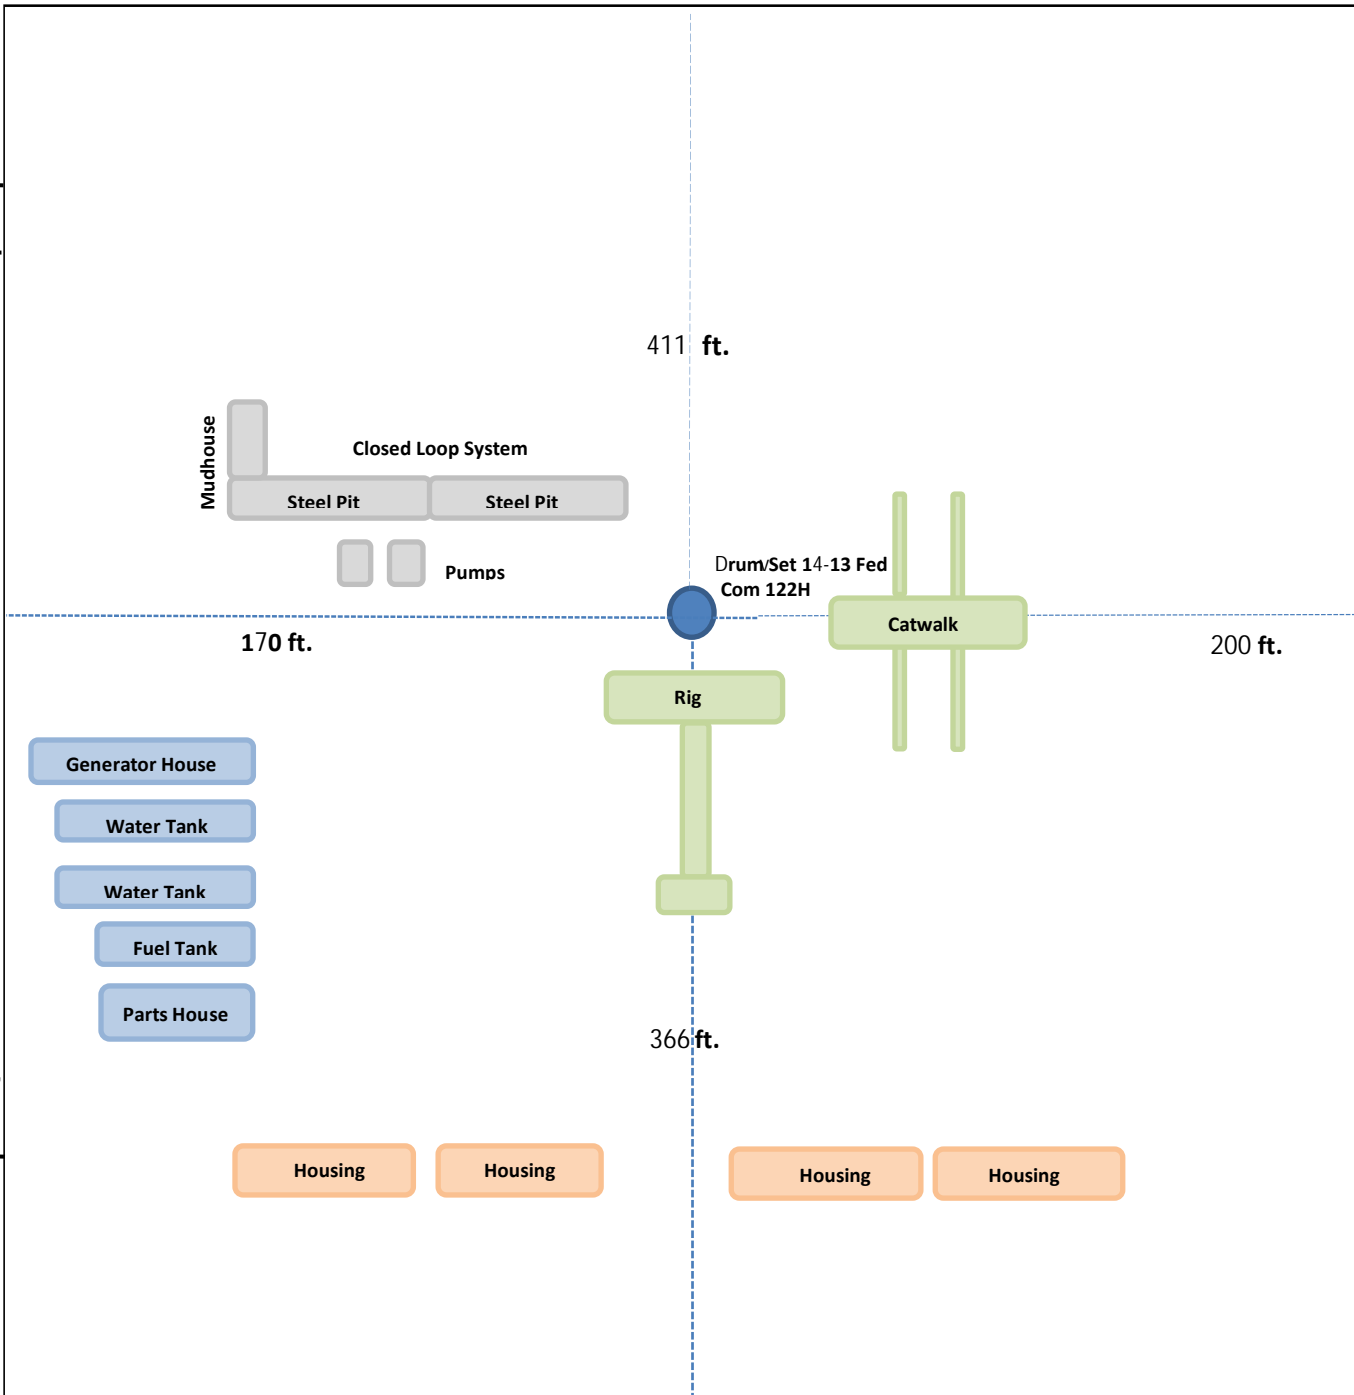 411 ft.
Mudhouse
Closed Loop System
Steel Pit
Steel Pit
Pumps
Drum/Set 14-13 Fed
Com 122H
Catwalk
170 ft.
200 ft.
Rig
Generator House
Water Tank
Water Tank
Fuel Tank
Parts House
366 ft.
Housing
Housing
Housing
Housing